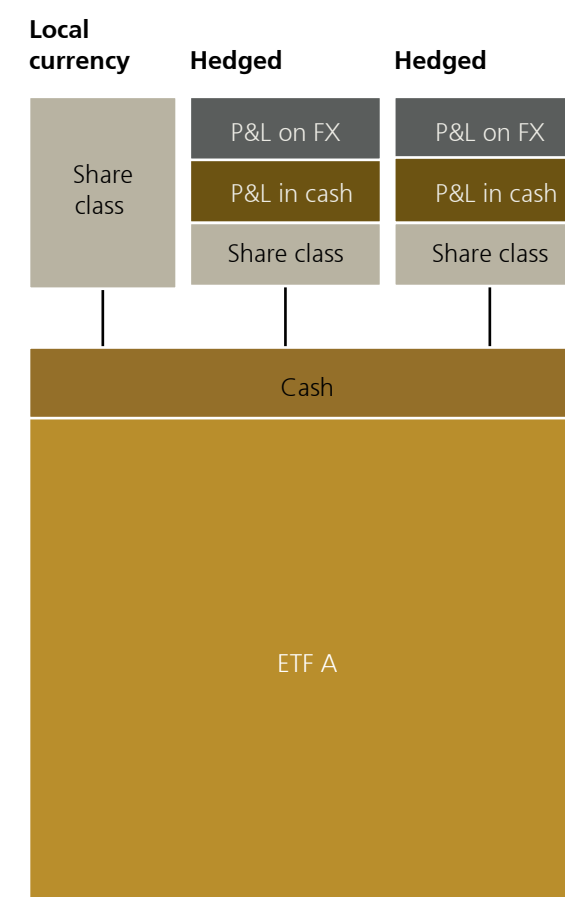 Local
currency
Hedged
Hedged
Share
class
P&L on FX
P&L in cash
Share class
P&L on FX
P&L in cash
Share class
Cash
ETF A